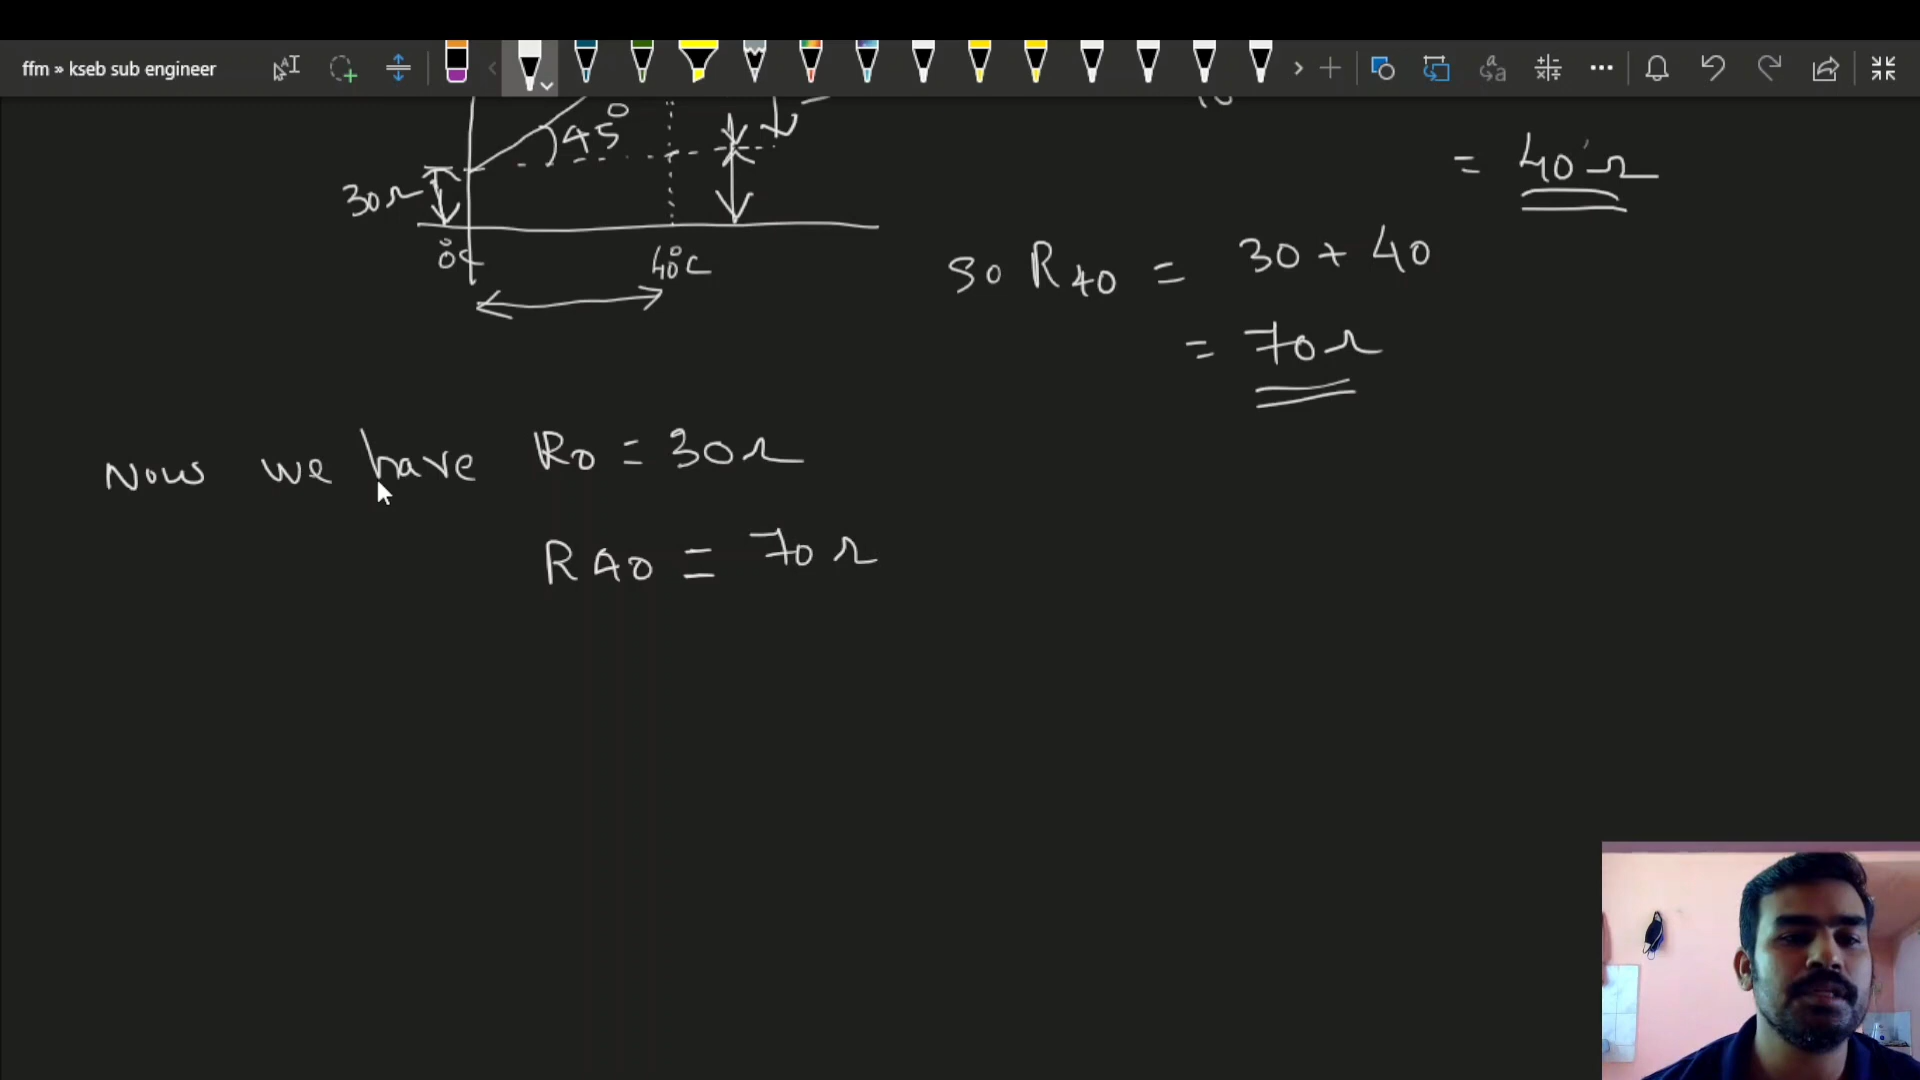 ffm » kseb sub engineer
45°
30Ω
0°C
40°C
= 40Ω
So R40 = 30 + 40
= 70Ω
Now we have R0 = 30Ω
R40 = 70Ω